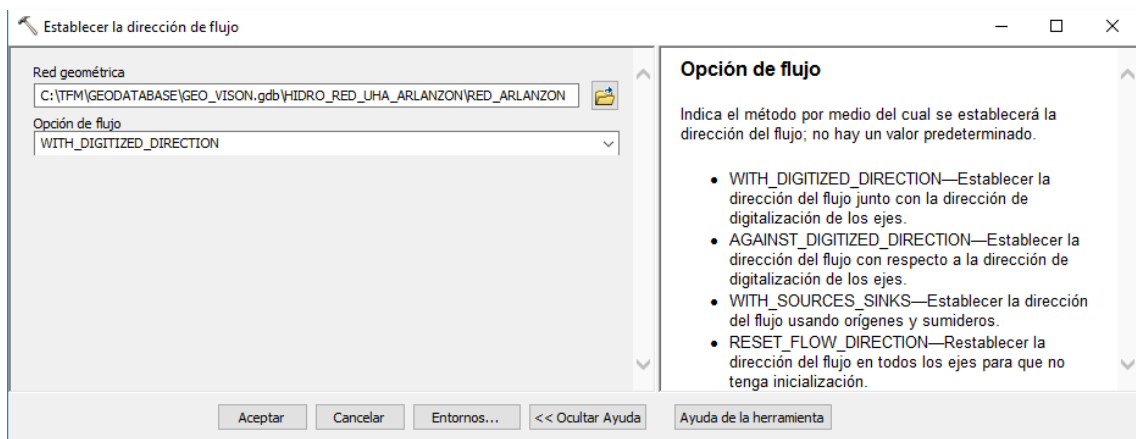 Establecer la dirección de flujo
Red geométrica
C:\TFM\GEODATABASE\GEO_VISON.gdb\HIDRO_RED_UHA_ARLANZON\RED_ARLANZON
Opción de flujo
WITH_DIGITIZED_DIRECTION
Opción de flujo
Indica el método por medio del cual se establecerá la
dirección del flujo; no hay un valor predeterminado.
• WITH_DIGITIZED_DIRECTION—Establecer la
dirección del flujo junto con la dirección de
digitalización de los ejes.
• AGAINST_DIGITIZED_DIRECTION—Establecer la
dirección del flujo con respecto a la dirección de
digitalización de los ejes.
• WITH_SOURCES_SINKS—Establecer la dirección
del flujo usando orígenes y sumideros.
• RESET_FLOW_DIRECTION—Restablecer la
dirección del flujo en todos los ejes para que no
tenga inicialización.
Aceptar Cancelar Entornos... << Ocultar Ayuda Ayuda de la herramienta